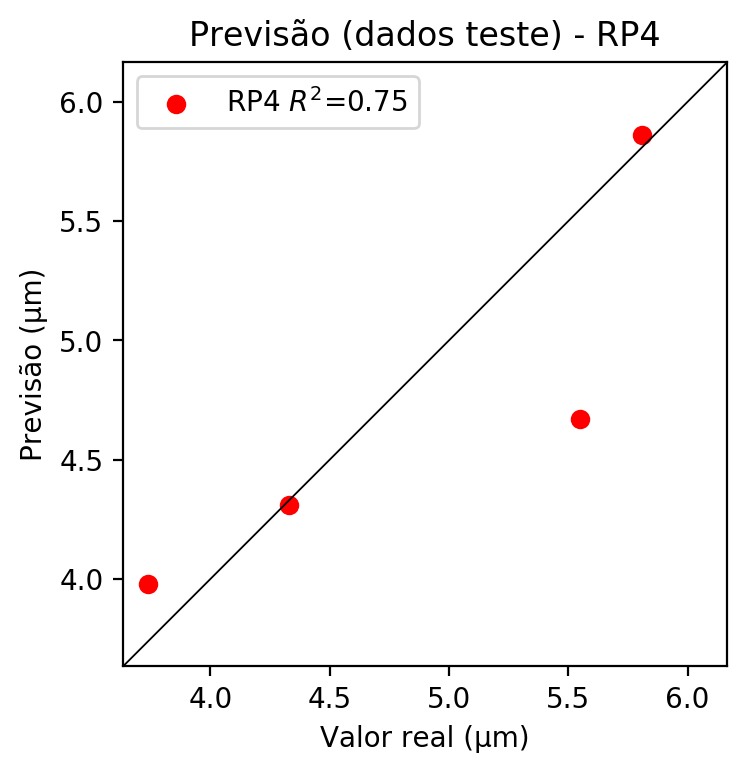 Previsão (dados teste) - RP4
RP4 R²=0.75
Previsão (µm)
6.0
5.5
5.0
4.5
4.0
4.0 4.5 5.0 5.5 6.0
Valor real (µm)